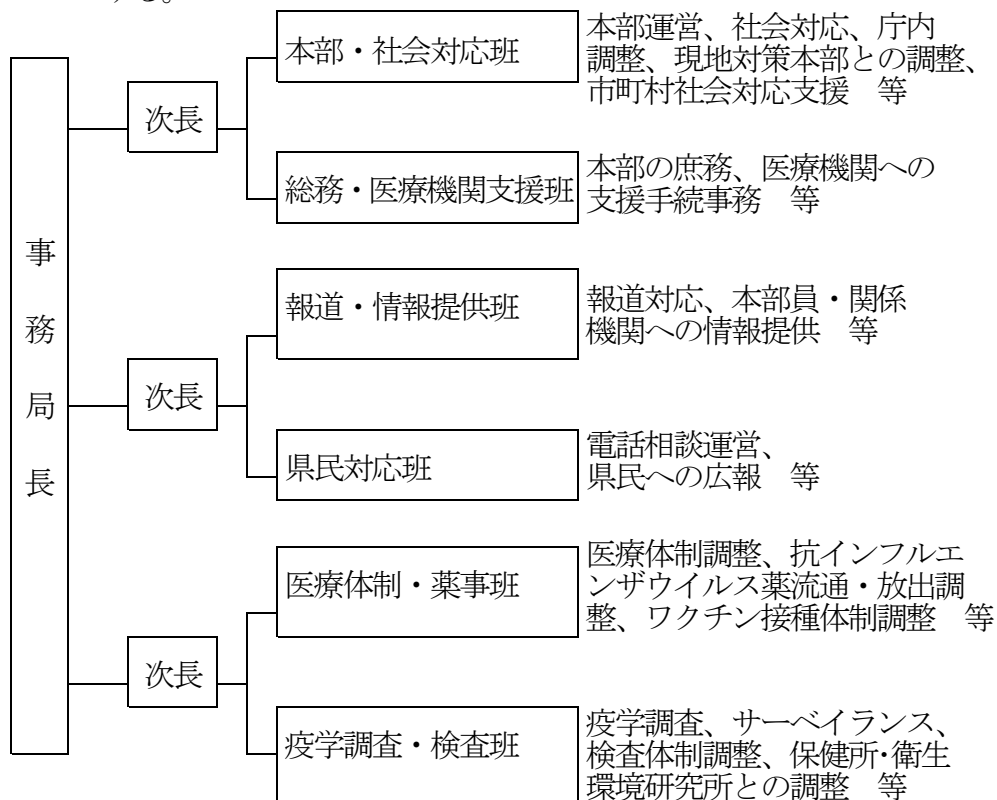 する。
事務局長
次長
本部・社会対応班
本部運営、社会対応、庁内
調整、現地対策本部との調整、
市町村社会対応支援　等
総務・医療機関支援班
本部の庶務、医療機関への
支援手続事務　等
次長
報道・情報提供班
報道対応、本部員・関係
機関への情報提供　等
県民対応班
電話相談運営、
県民への広報　等
次長
医療体制・薬事班
医療体制調整、抗インフルエ
ンザウイルス薬流通・放出調
整、ワクチン接種体制調整　等
疫学調査・検査班
疫学調査、サーベイランス、
検査体制調整、保健所･衛生
環境研究所との調整　等